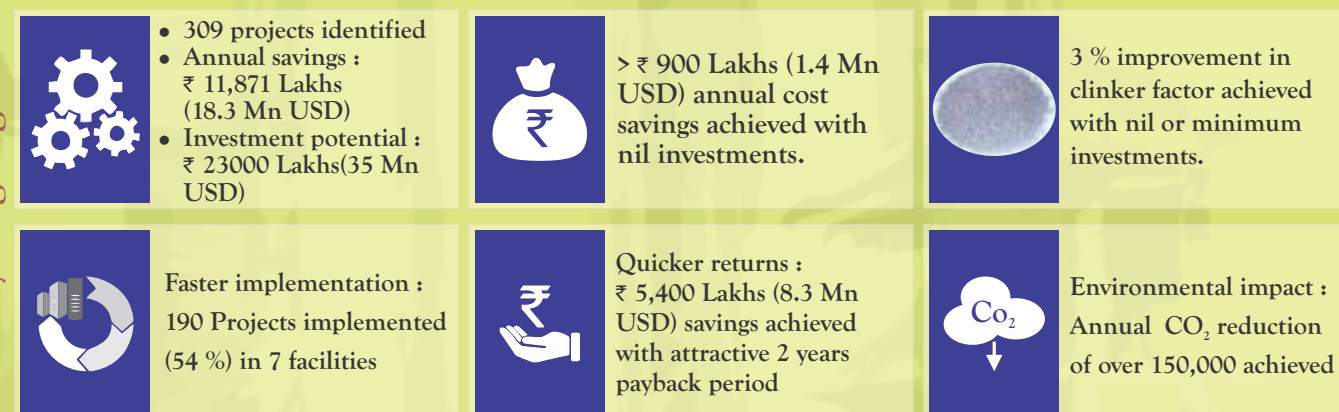 • 309 projects identified
• Annual savings :
₹ 11,871 Lakhs
(18.3 Mn USD)
• Investment potential :
₹ 23000 Lakhs(35 Mn
USD)
> ₹ 900 Lakhs (1.4 Mn
USD) annual cost
savings achieved with
nil investments.
3 % improvement in
clinker factor achieved
with nil or minimum
investments.
Faster implementation :
190 Projects implemented
(54 %) in 7 facilities
Quicker returns :
₹ 5,400 Lakhs (8.3 Mn
USD) savings achieved
with attractive 2 years
payback period
Co₂
Environmental impact :
Annual CO₂ reduction
of over 150,000 achieved